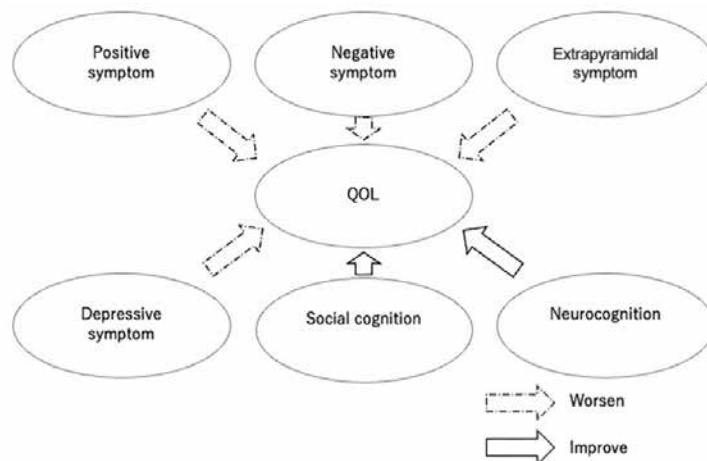 Positive
symptom
Negative
symptom
Extrapyramidal
symptom
QOL
Depressive
symptom
Social cognition
Neurocognition
Worsen
Improve